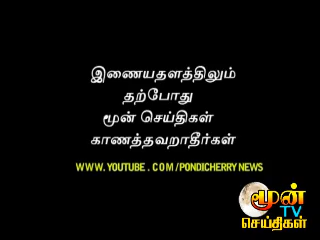 இணையதளத்திலும்
தற்போது
மூன் செய்திகள்
காணத்தவறாதீர்கள்
WWW.YOUTUBE.COM/PONDICHERRY NEWS
மூன்
TV
செய்திகள்